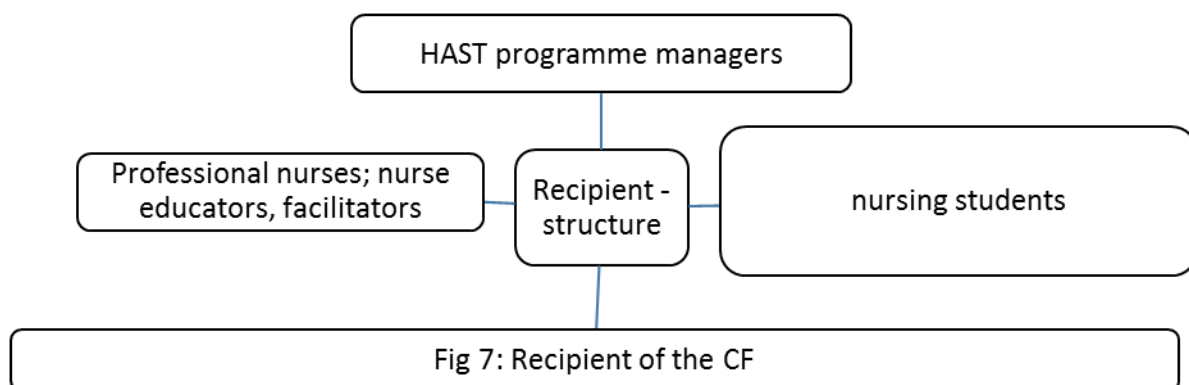 HAST programme managers
Professional nurses; nurse
educators, facilitators
Recipient -
structure
nursing students
Fig 7: Recipient of the CF